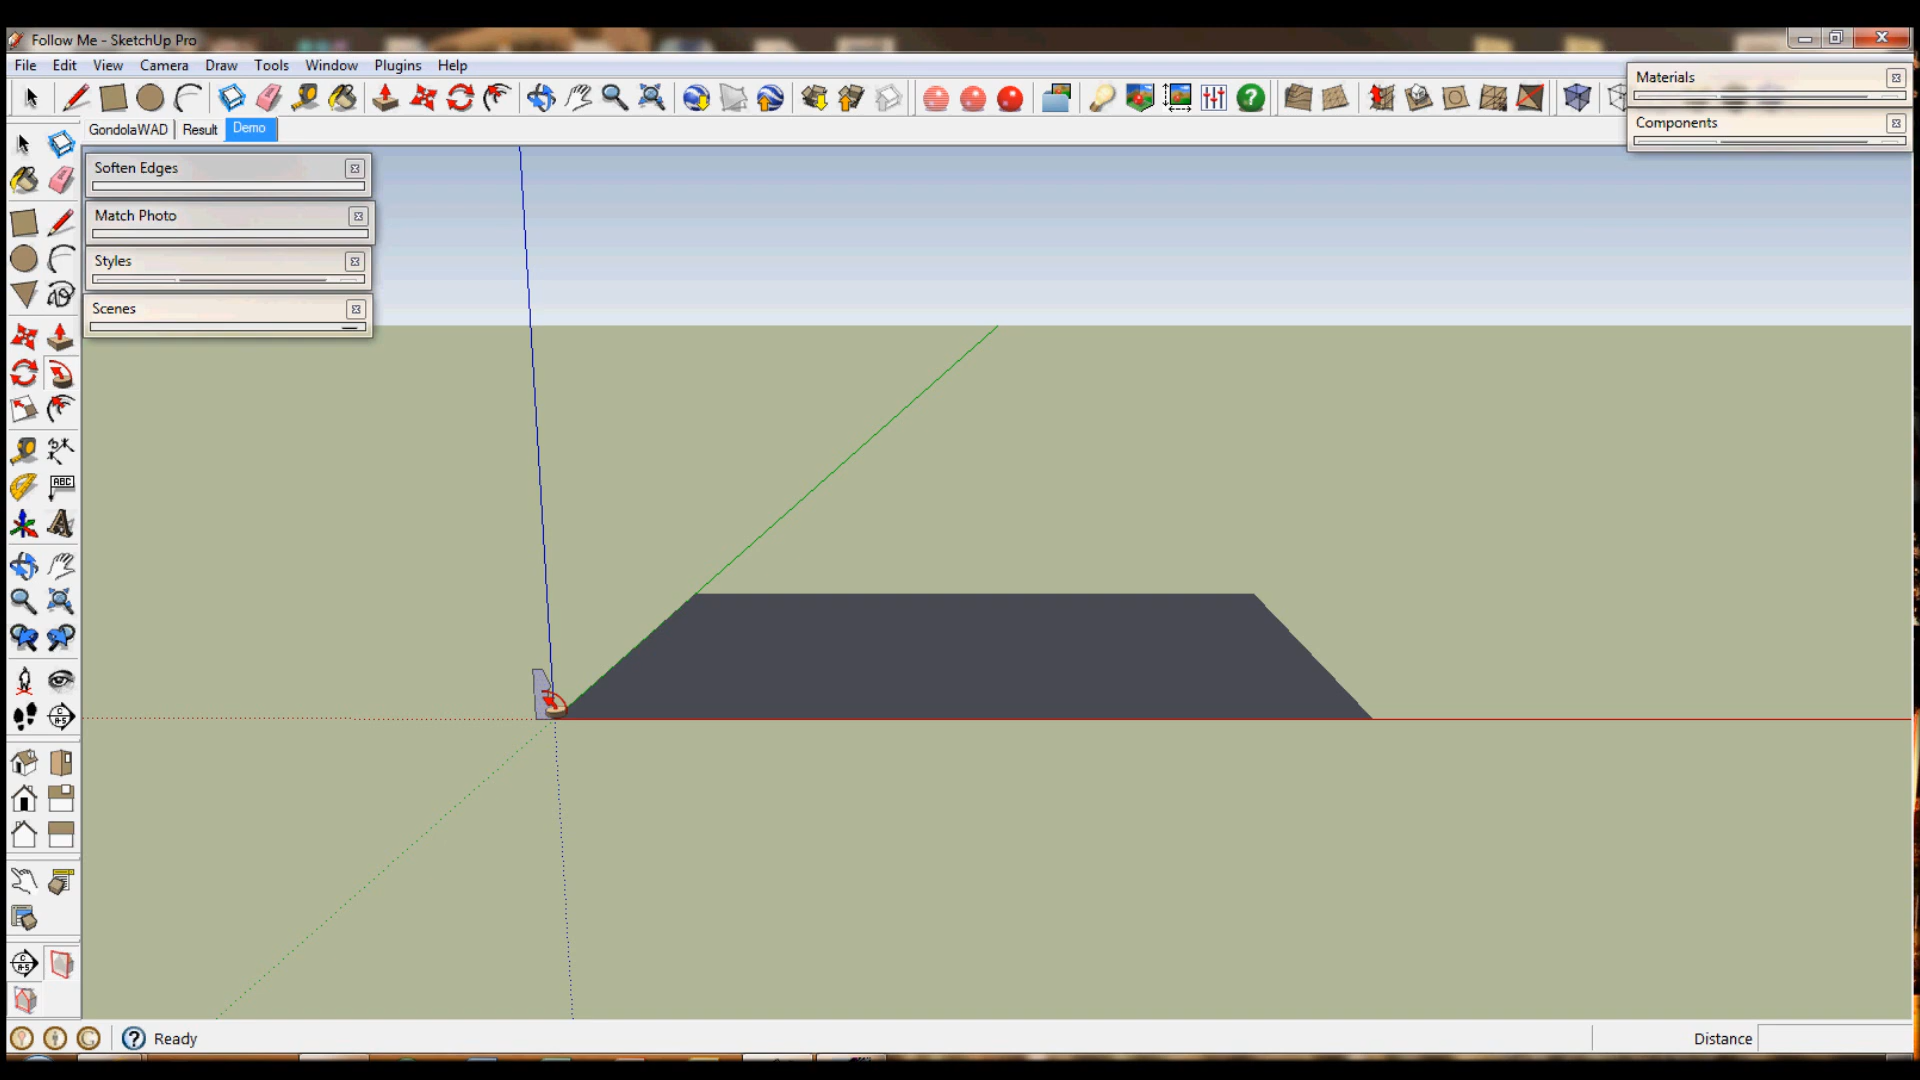 Follow Me - SketchUp Pro
File Edit View Camera Draw Tools Window Plugins Help
Materials
Components
GondolaWAD Result Demo
Soften Edges
Match Photo
Styles
Scenes
ABC
Ready
Distance